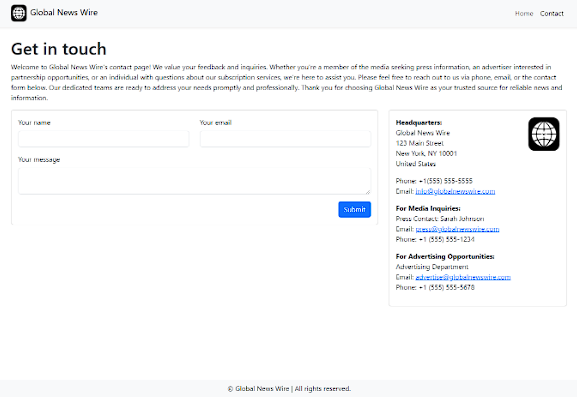 Global News Wire
Home Contact
Get in touch
Welcome to Global News Wire's contact page! We value your feedback and inquiries. Whether you're a member of the media seeking press information, an advertiser interested in
partnership opportunities, or an individual with questions about our subscription services, we're here to assist you. Please feel free to reach out to us via phone, email, or the contact
form below. Our dedicated teams are ready to address your needs promptly and professionally. Thank you for choosing Global News Wire as your trusted source for reliable news and
information.
Your name
Your email
Your message
Submit
Headquarters:
Global News Wire
123 Main Street
New York, NY 10001
United States
Phone: +1(555) 555-5555
Email: info@globalnewswire.com
For Media Inquiries:
Press Contact: Sarah Johnson
Email: press@globalnewswire.com
Phone: +1 (555) 555-1234
For Advertising Opportunities:
Advertising Department
Email: advertise@globalnewswire.com
Phone: +1 (555) 555-5678
© Global News Wire | All rights reserved.